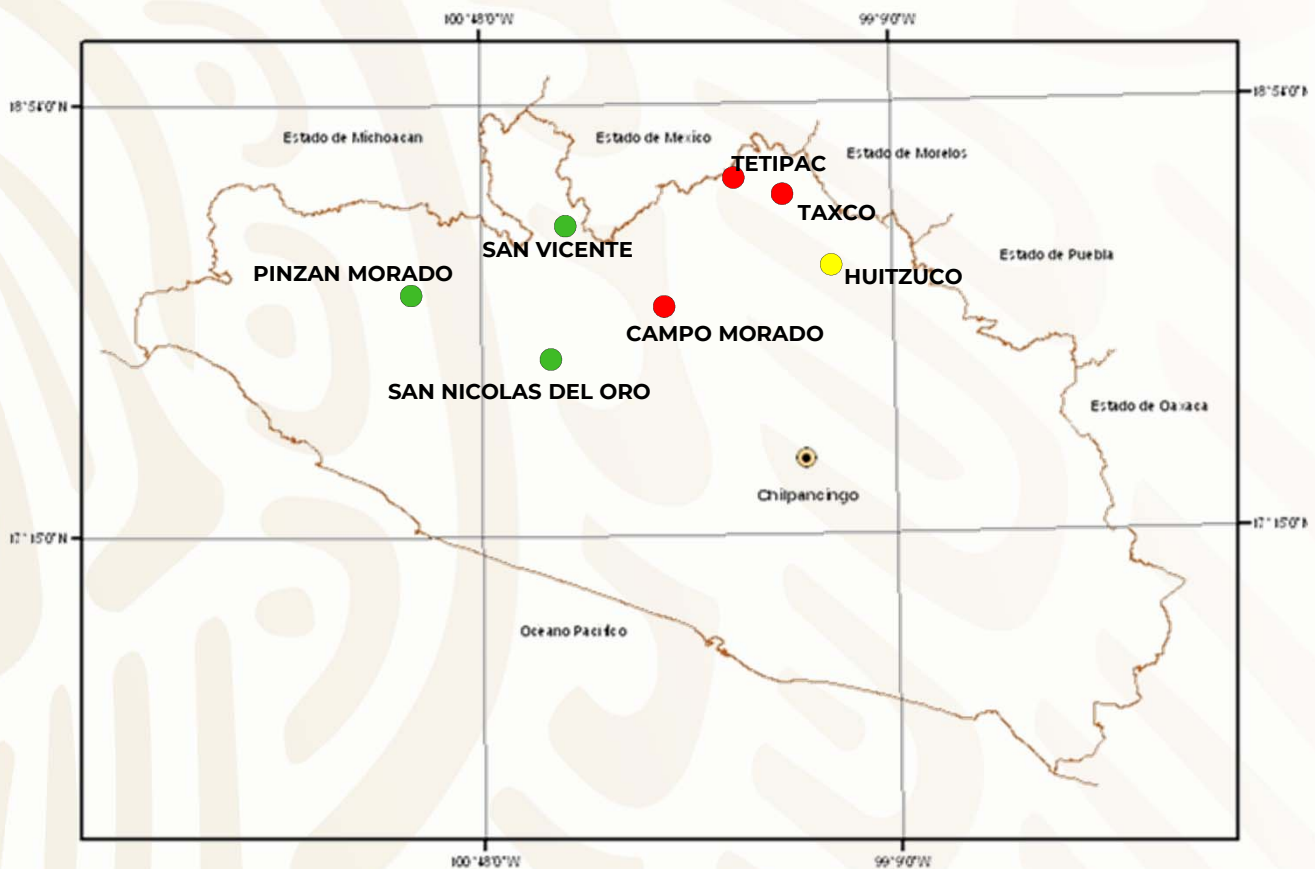 100°48'0"W 99°9'0"W
18°54'0"N 18°54'0"N
Estado de Michoacan Estado de Mexico Estado de Morelos
TETIPAC
TAXCO
SAN VICENTE
Estado de Puebla
PINZAN MORADO HUITZUCO
CAMPO MORADO
SAN NICOLAS DEL ORO
Estado de Oaxaca
Chilpancingo
17°15'0"N 17°15'0"N
Oceano Pacifico
100°48'0"W 99°9'0"W